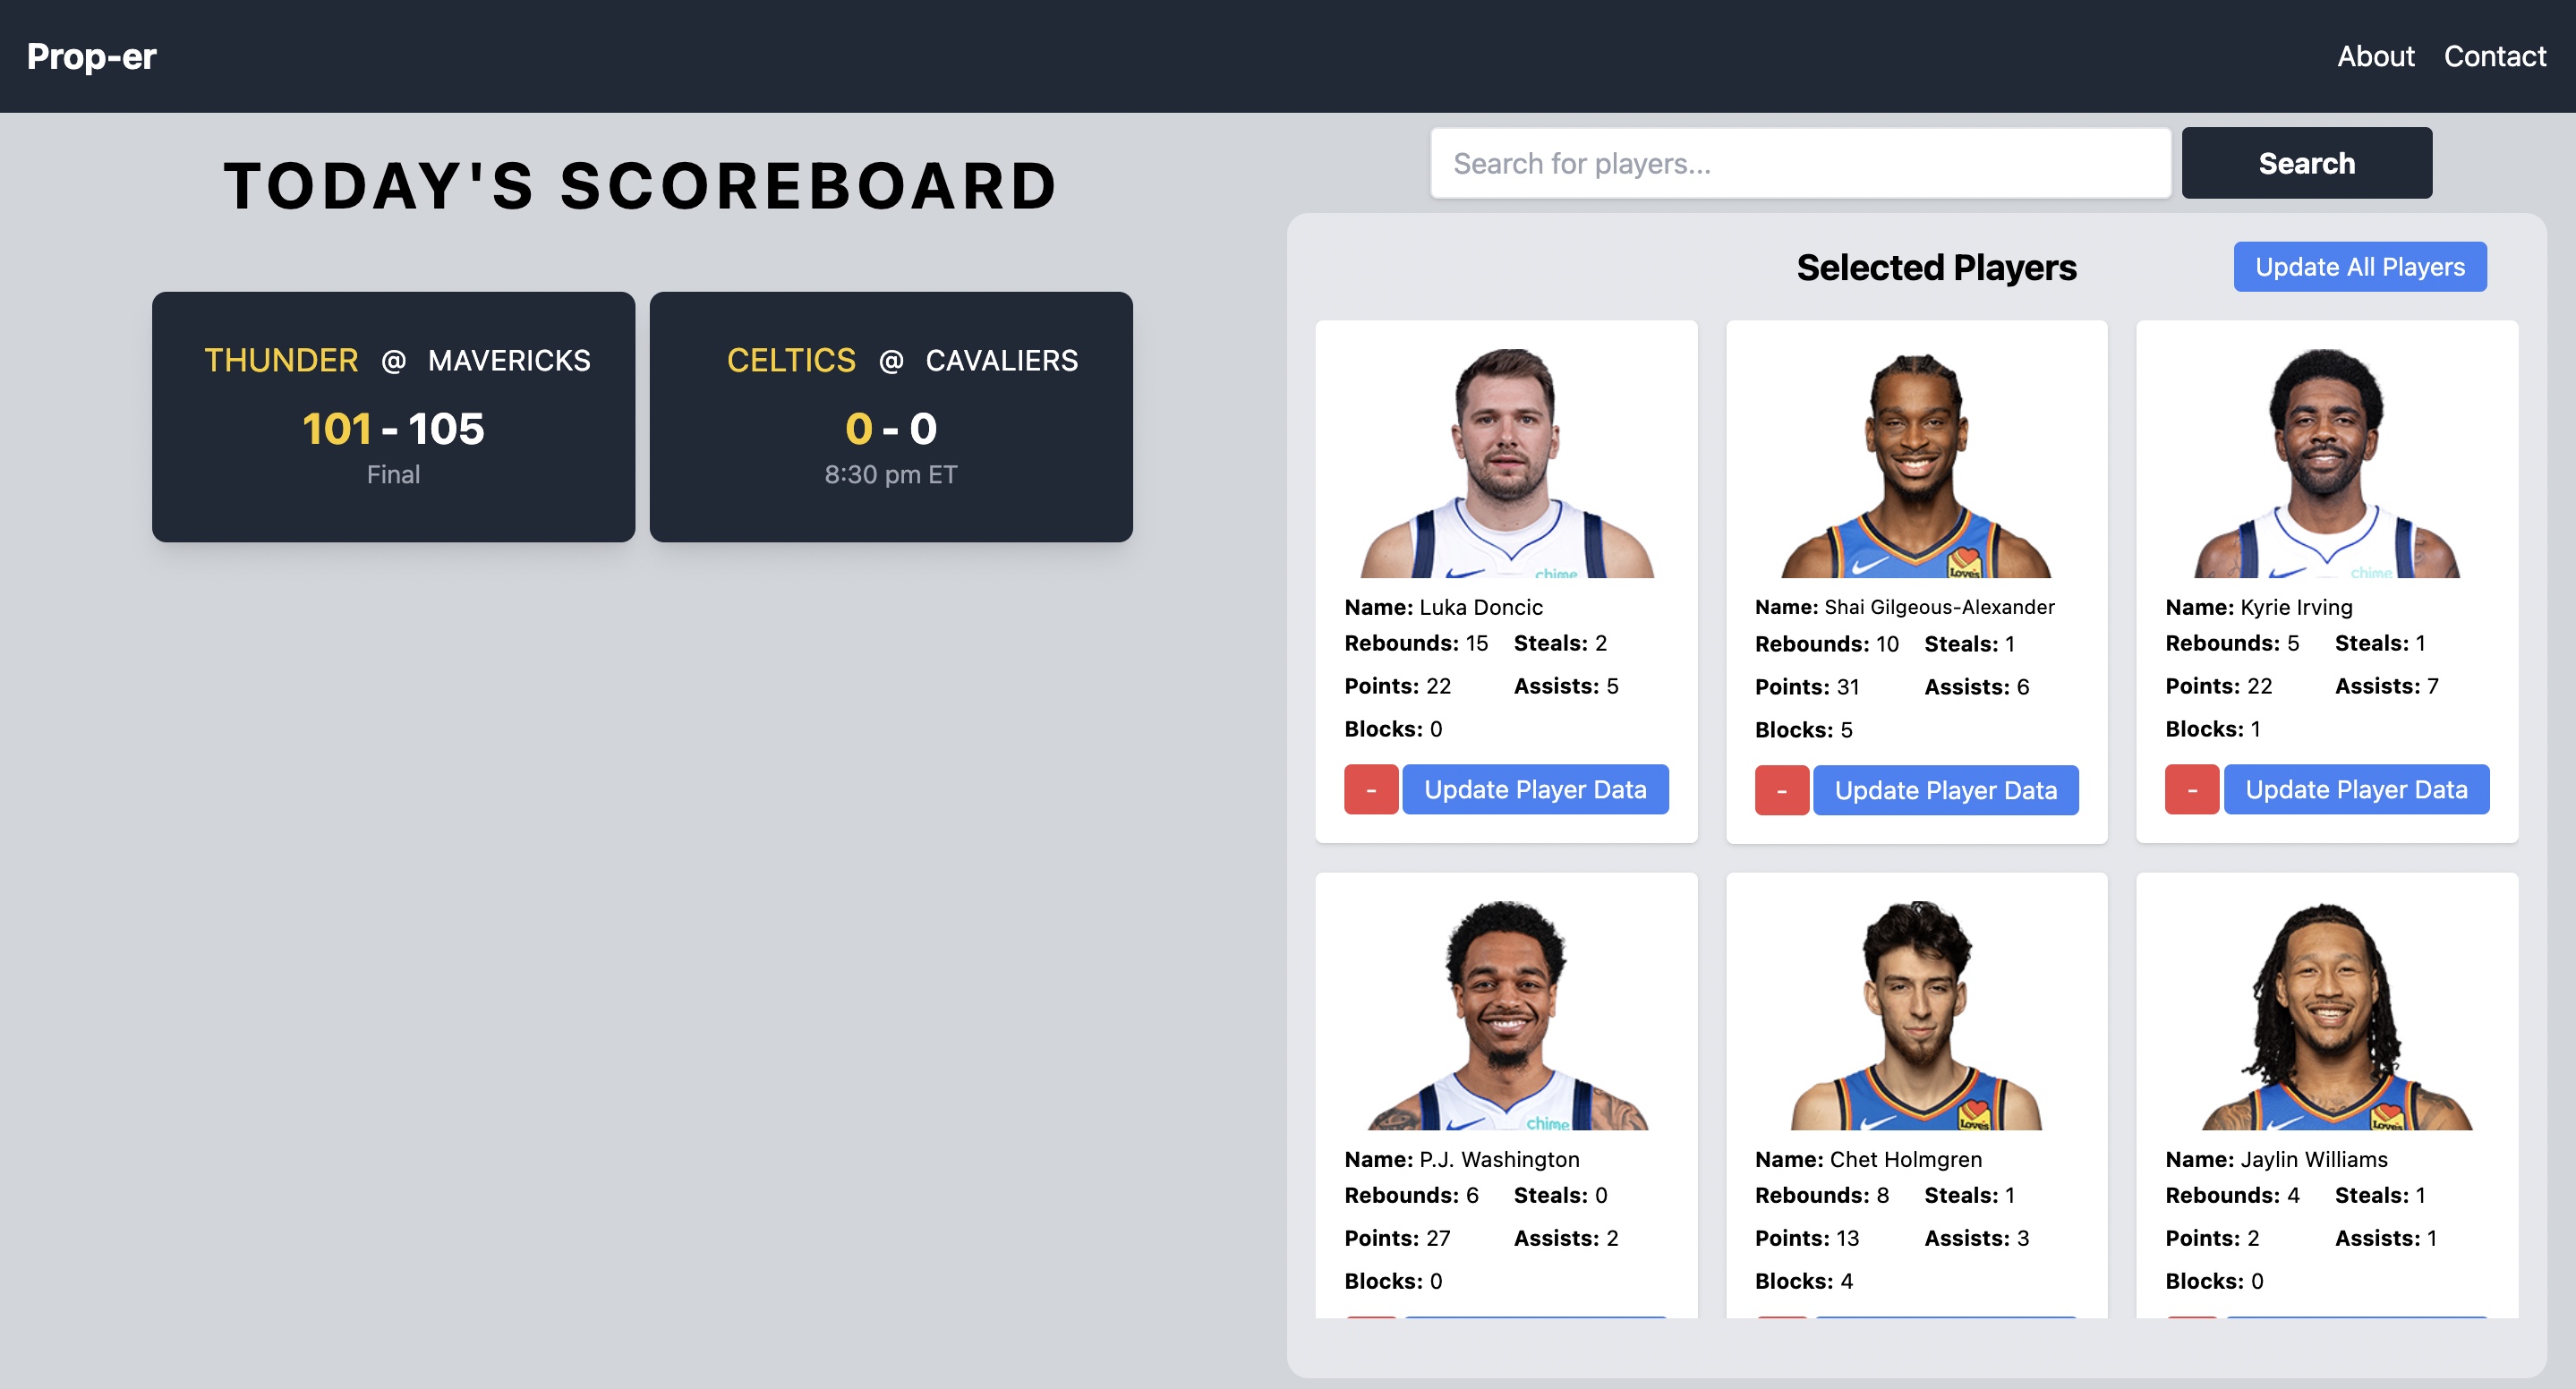 Prop-er
About Contact
TODAY'S SCOREBOARD
THUNDER @ MAVERICKS
101 - 105
Final
CELTICS @ CAVALIERS
0 - 0
8:30 pm ET
Search for players...
Search
Selected Players
Update All Players
chime
Name: Luka Doncic
Rebounds: 15 Steals: 2
Points: 22 Assists: 5
Blocks: 0
- Update Player Data
Love's
Name: Shai Gilgeous-Alexander
Rebounds: 10 Steals: 1
Points: 31 Assists: 6
Blocks: 5
- Update Player Data
chime
Name: Kyrie Irving
Rebounds: 5 Steals: 1
Points: 22 Assists: 7
Blocks: 1
- Update Player Data
chime
Name: P.J. Washington
Rebounds: 6 Steals: 0
Points: 27 Assists: 2
Blocks: 0
Love's
Name: Chet Holmgren
Rebounds: 8 Steals: 1
Points: 13 Assists: 3
Blocks: 4
Love's
Name: Jaylin Williams
Rebounds: 4 Steals: 1
Points: 2 Assists: 1
Blocks: 0